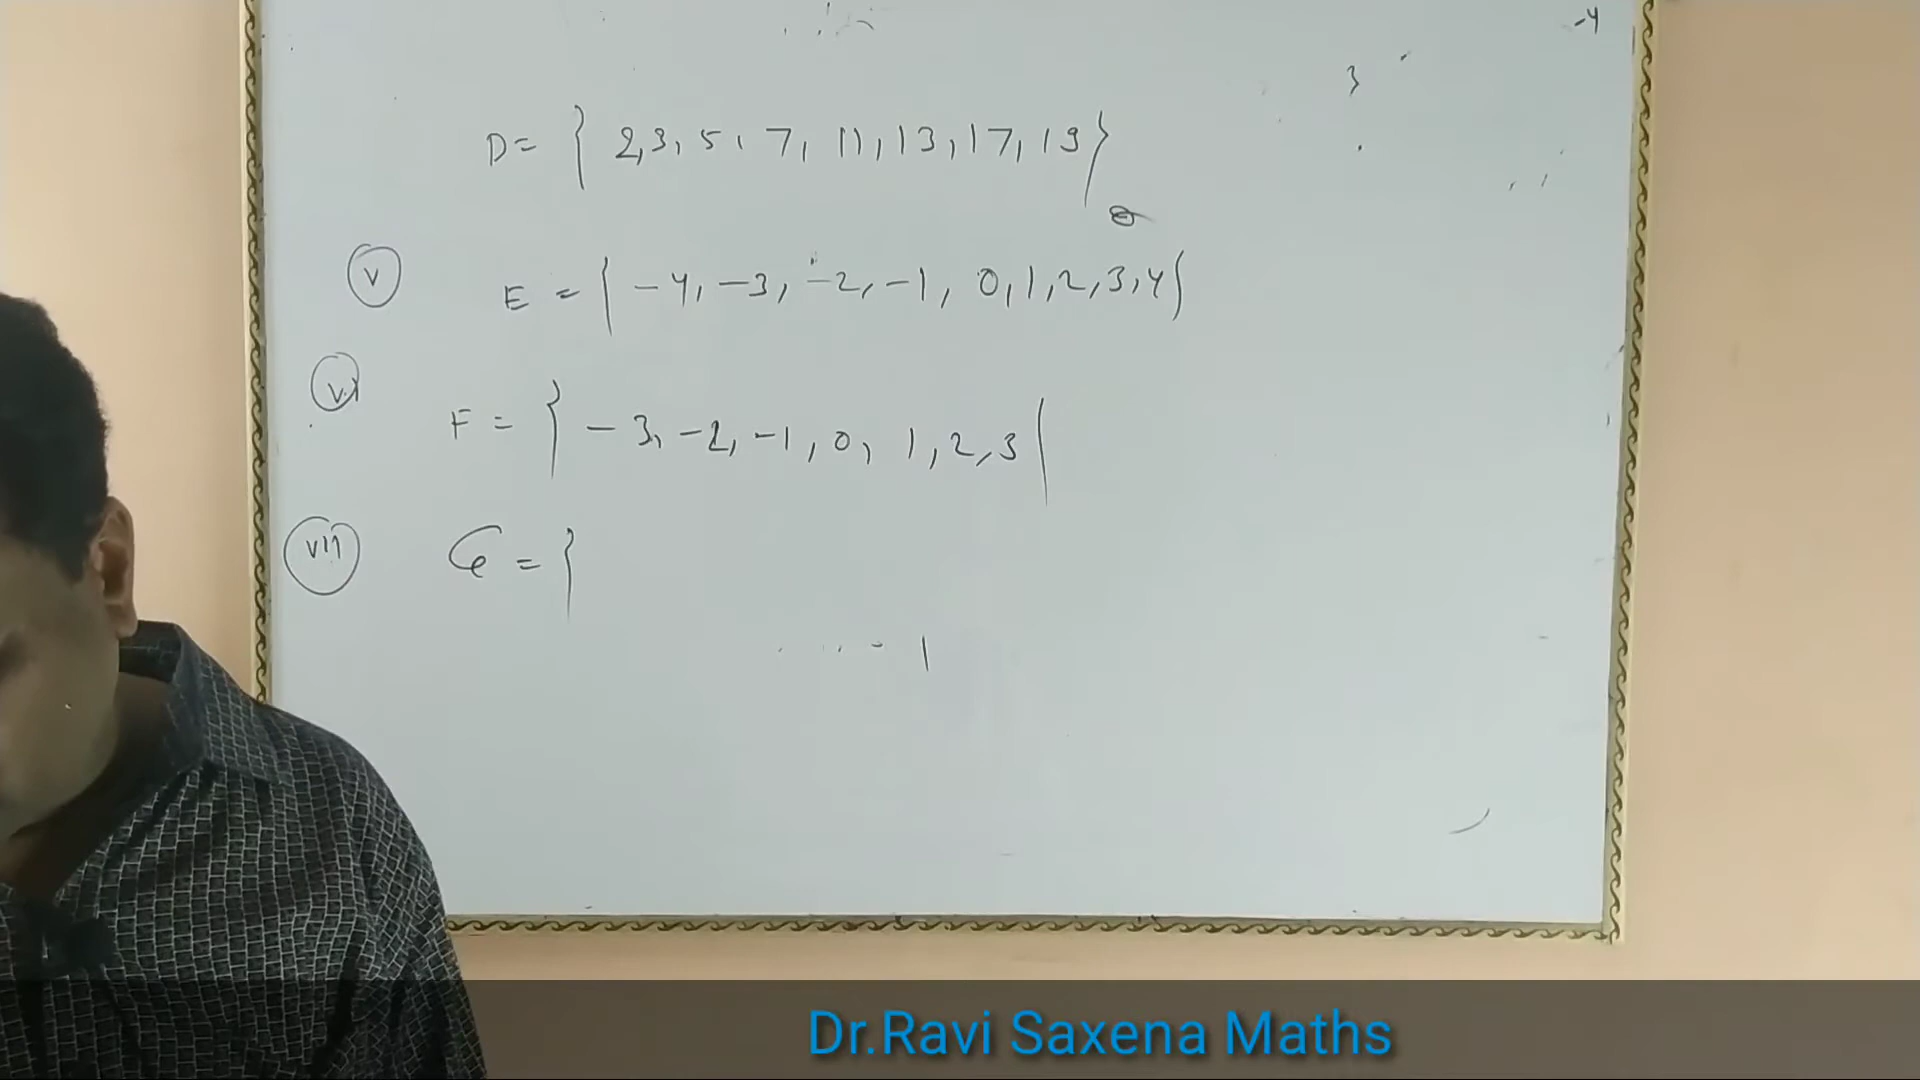 -4
}
D = { 2, 3, 5, 7, 11, 13, 17, 19 }
(v) E = { -4, -3, -2, -1, 0, 1, 2, 3, 4 }
(vi) F = { -3, -2, -1, 0, 1, 2, 3 }
(vii) G = {
Dr.Ravi Saxena Maths